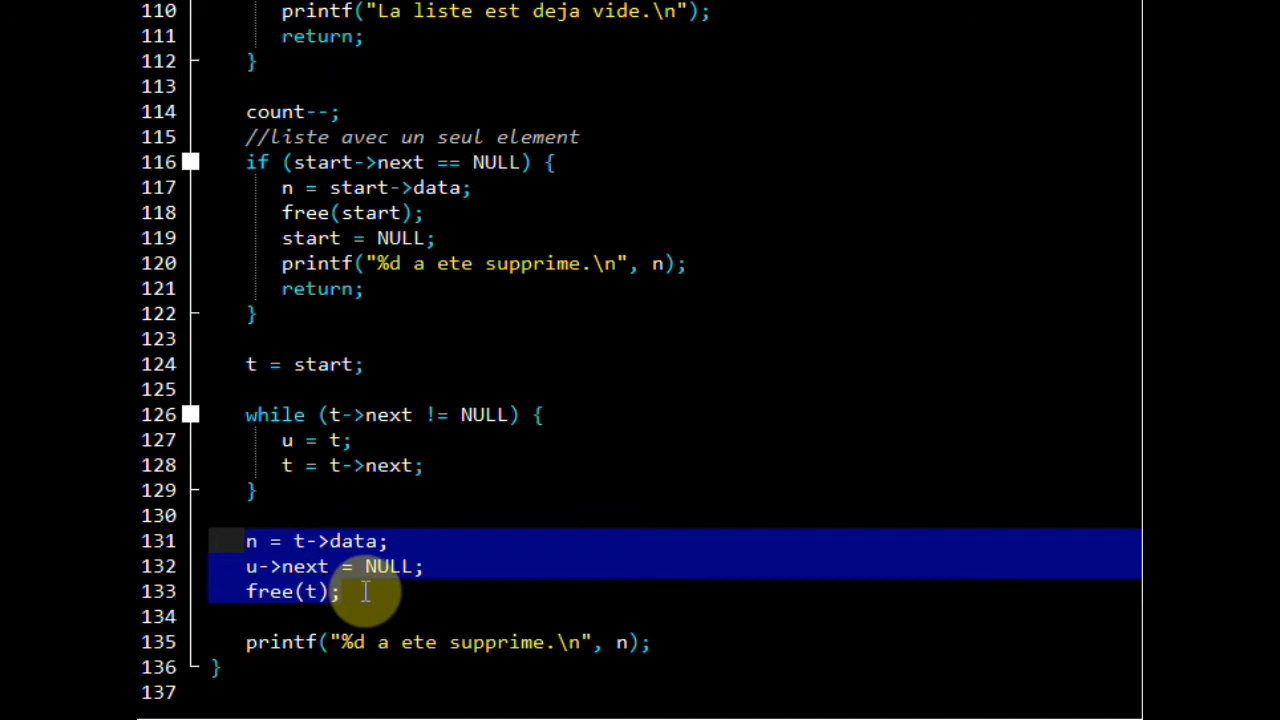 110 printf("La liste est deja vide.\n");
111 return;
112 }
113
114 count--;
115 //liste avec un seul element
116 if (start->next == NULL) {
117 n = start->data;
118 free(start);
119 start = NULL;
120 printf("%d a ete supprime.\n", n);
121 return;
122 }
123
124 t = start;
125
126 while (t->next != NULL) {
127 u = t;
128 t = t->next;
129 }
130
131 n = t->data;
132 u->next = NULL;
133 free(t);
134
135 printf("%d a ete supprime.\n", n);
136 }
137